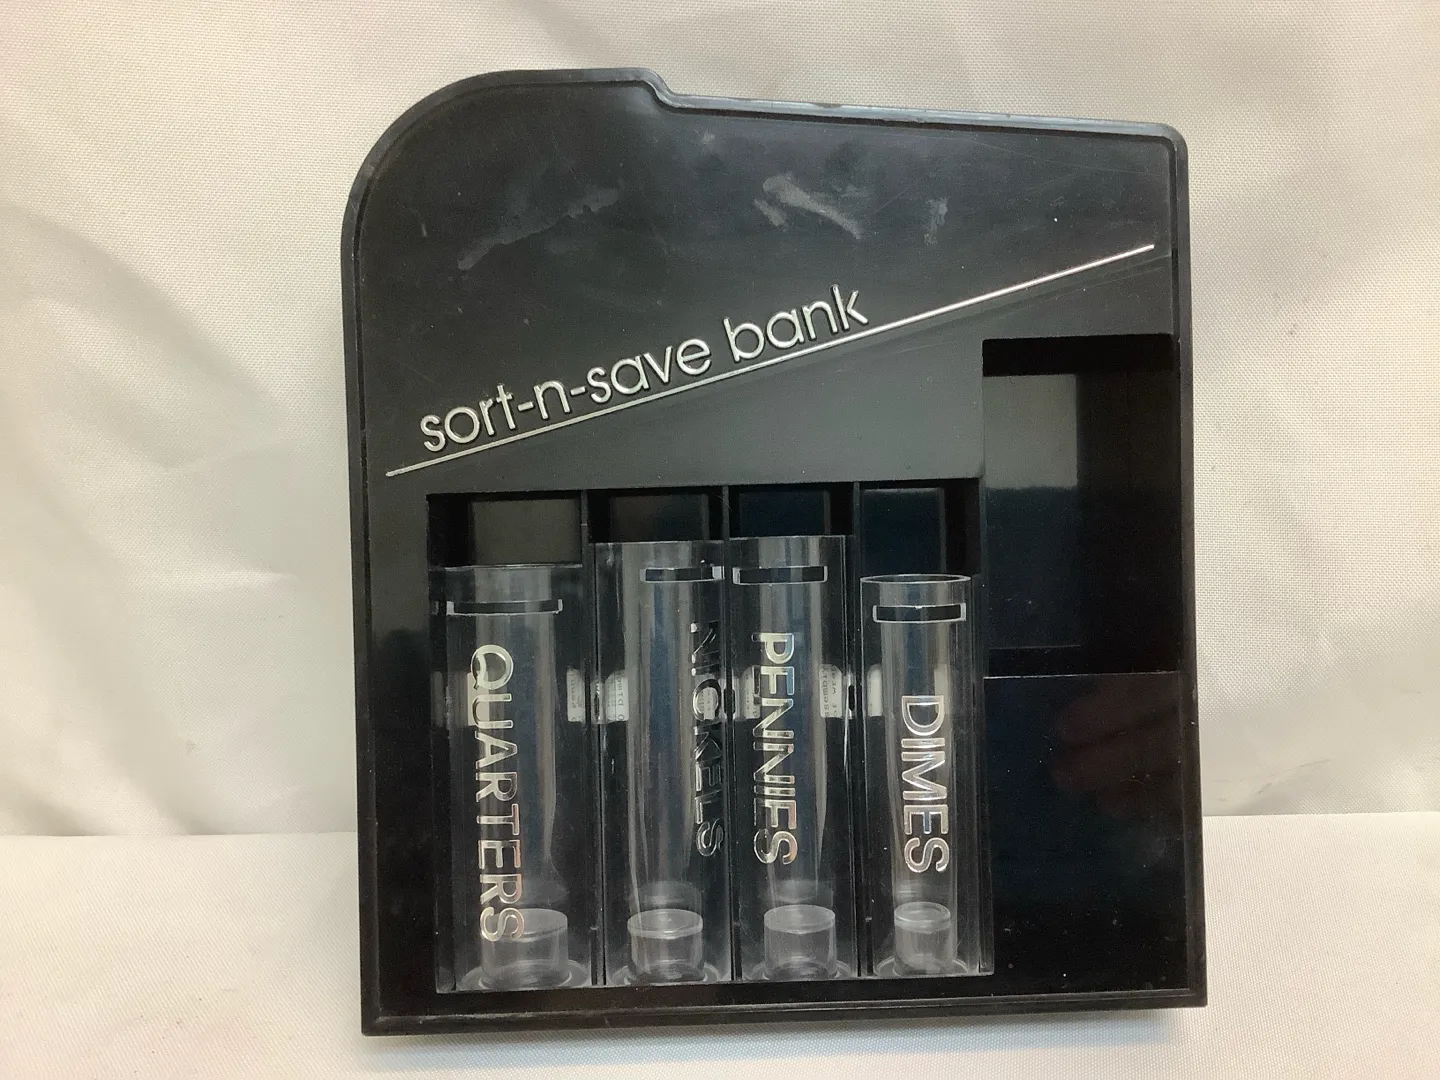 sort-n-save bank
QUARTERS
NICKELS
PENNIES
DIMES